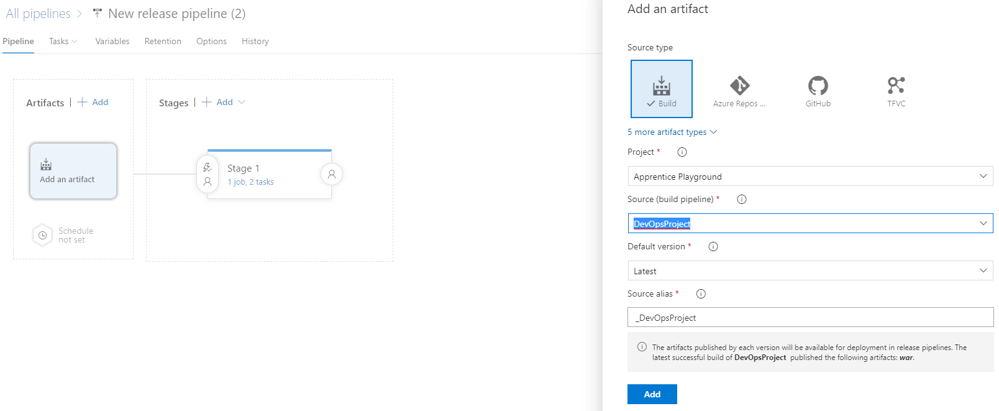 All pipelines > New release pipeline (2)
Pipeline Tasks Variables Retention Options History
Artifacts | + Add
Stages | + Add
Add an artifact
Schedule
not set
Stage 1
1 job, 2 tasks
Add an artifact
Source type
Build
Azure Repos ...
GitHub
TFVC
5 more artifact types
Project *
Apprentice Playground
Source (build pipeline) *
DevOpsProject
Default version *
Latest
Source alias *
_DevOpsProject
The artifacts published by each version will be available for deployment in release pipelines. The
latest successful build of DevOpsProject published the following artifacts: war.
Add